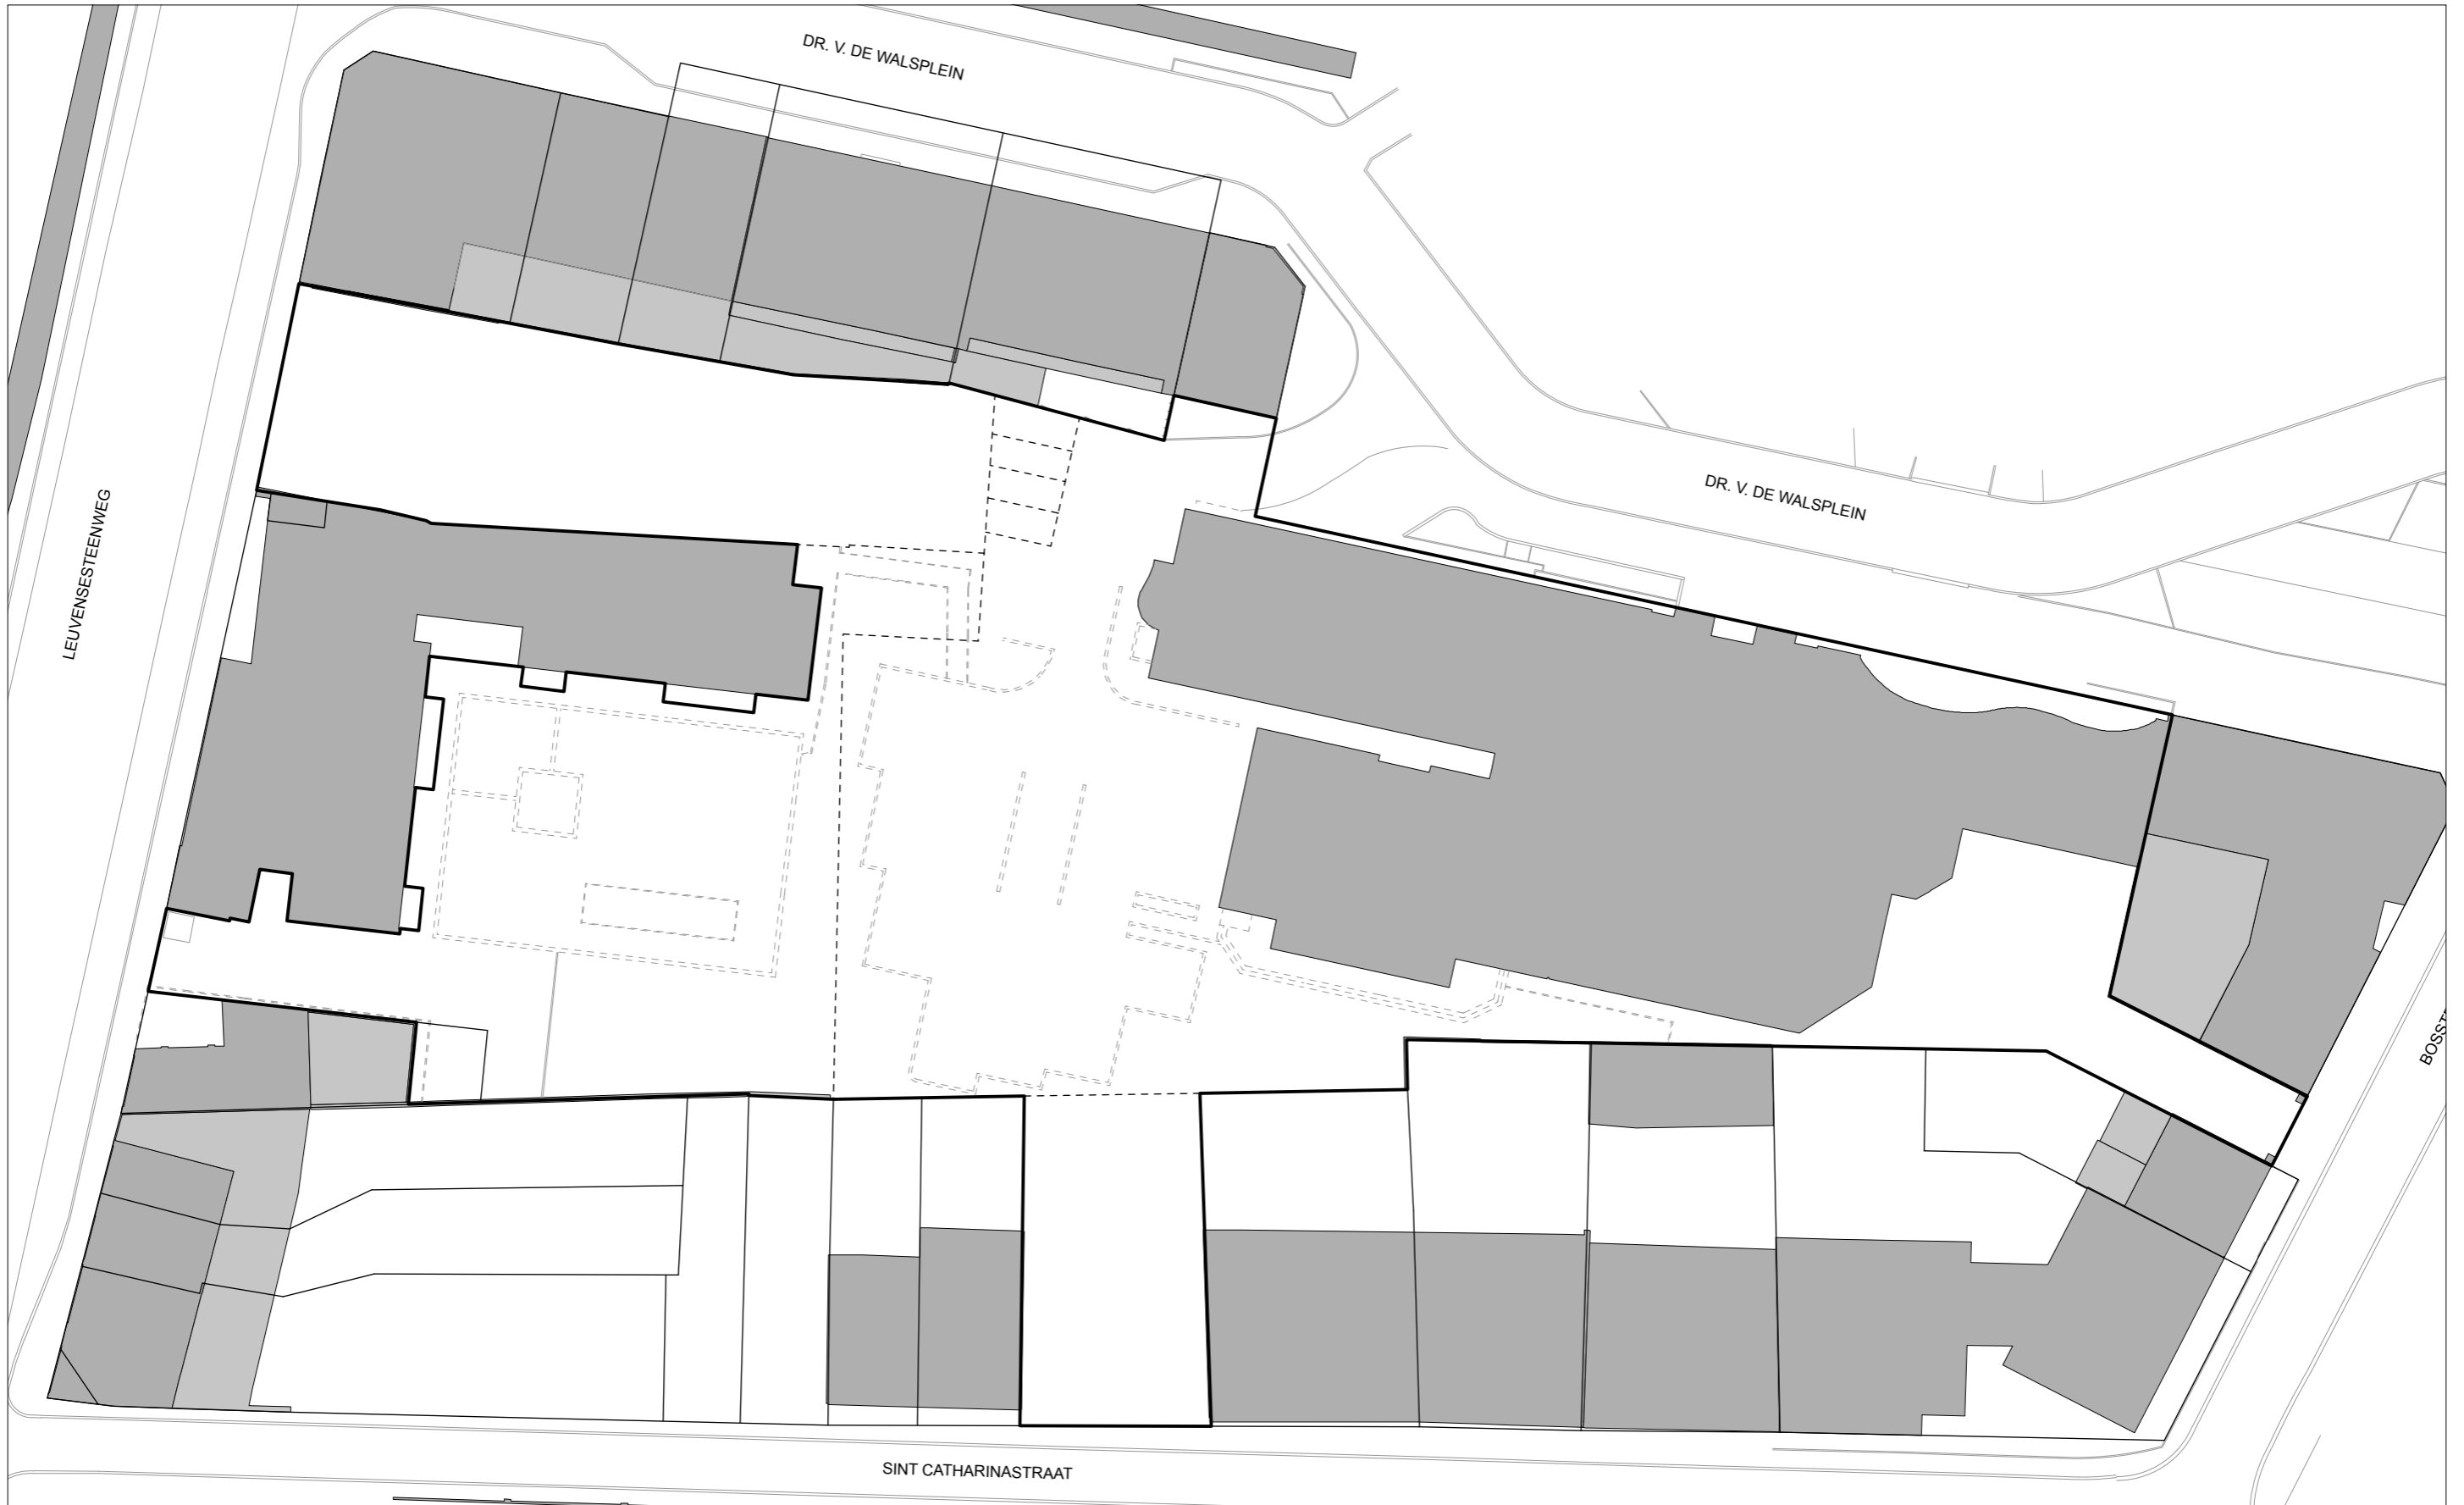 DR. V. DE WALSPLEIN
DR. V. DE WALSPLEIN
LEUVENSESTEENWEG
SINT CATHARINASTRAAT